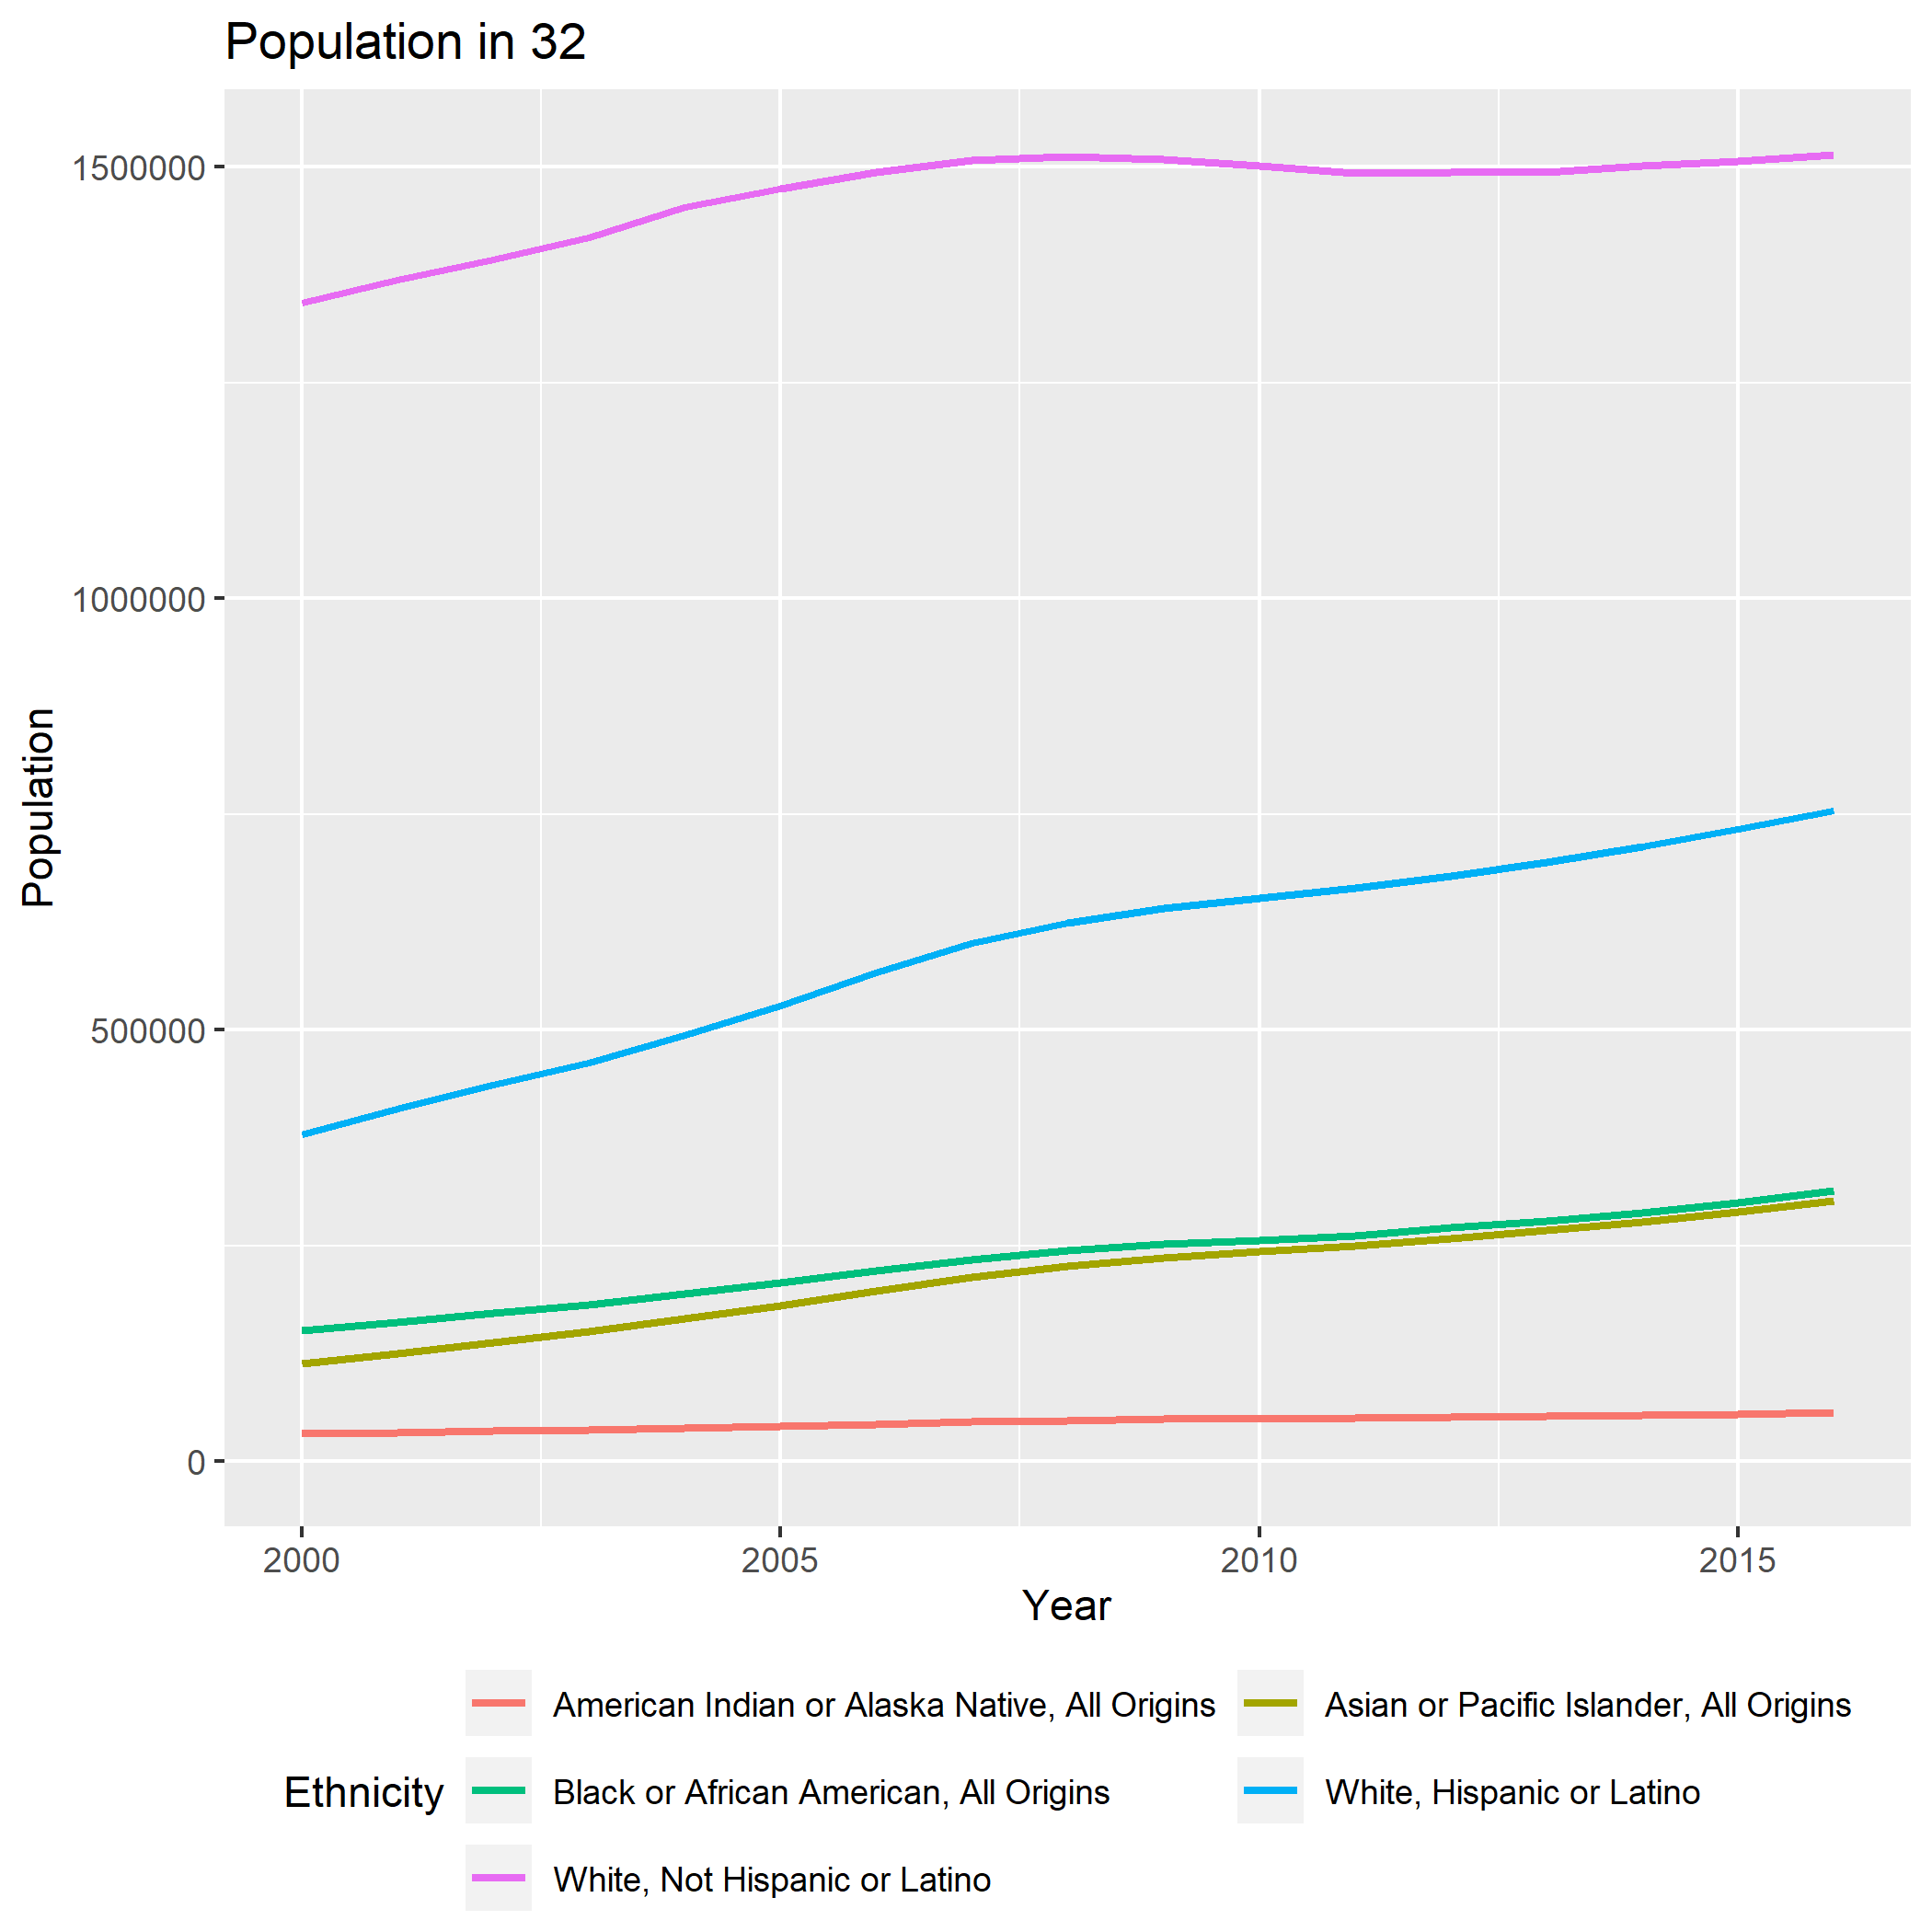 Population in 32
1500000
1000000
500000
0
Population
2000 2005 2010 2015
Year
Ethnicity
American Indian or Alaska Native, All Origins
Asian or Pacific Islander, All Origins
Black or African American, All Origins
White, Hispanic or Latino
White, Not Hispanic or Latino